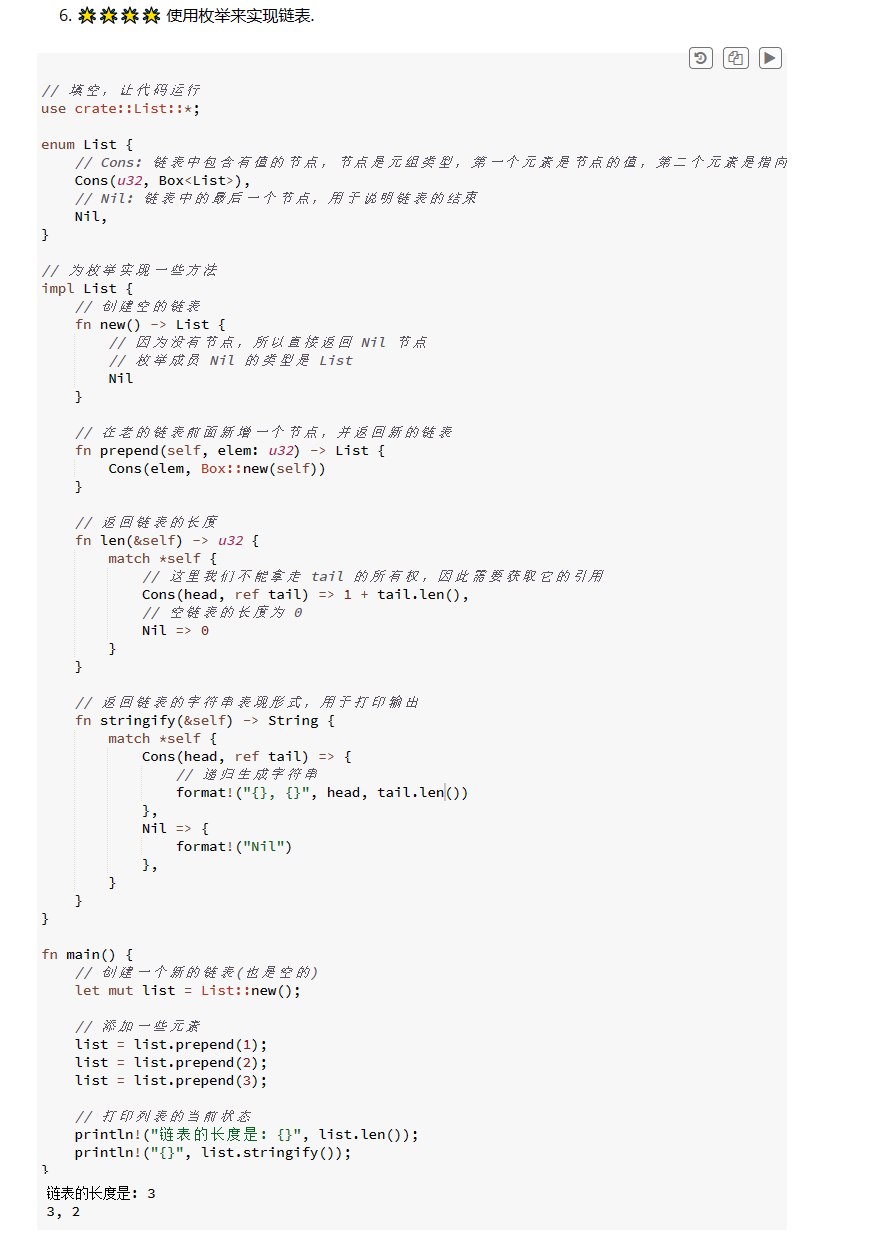 6. 🌟🌟🌟🌟 使用枚举来实现链表.
// 填空，让代码运行
use crate::List::*;
enum List {
    // Cons: 链表中包含有值的节点，节点是元组类型，第一个元素是节点的值，第二个元素是指向
    Cons(u32, Box<List>),
    // Nil: 链表中的最后一个节点，用于说明链表的结束
    Nil,
}
// 为枚举实现一些方法
impl List {
    // 创建空的链表
    fn new() -> List {
        // 因为没有节点，所以直接返回 Nil 节点
        // 枚举成员 Nil 的类型是 List
        Nil
    }
    // 在老的链表前面新增一个节点，并返回新的链表
    fn prepend(self, elem: u32) -> List {
        Cons(elem, Box::new(self))
    }
    // 返回链表的长度
    fn len(&self) -> u32 {
        match *self {
            // 这里我们不能拿走 tail 的所有权，因此需要获取它的引用
            Cons(head, ref tail) => 1 + tail.len(),
            // 空链表的长度为 0
            Nil => 0
        }
    }
    // 返回链表的字符串表现形式，用于打印输出
    fn stringify(&self) -> String {
        match *self {
            Cons(head, ref tail) => {
                // 递归生成字符串
                format!("{}, {}", head, tail.len())
            },
            Nil => {
                format!("Nil")
            },
        }
    }
}
fn main() {
    // 创建一个新的链表(也是空的)
    let mut list = List::new();
    // 添加一些元素
    list = list.prepend(1);
    list = list.prepend(2);
    list = list.prepend(3);
    // 打印列表的当前状态
    println!("链表的长度是: {}", list.len());
    println!("{}", list.stringify());
}
链表的长度是: 3
3, 2